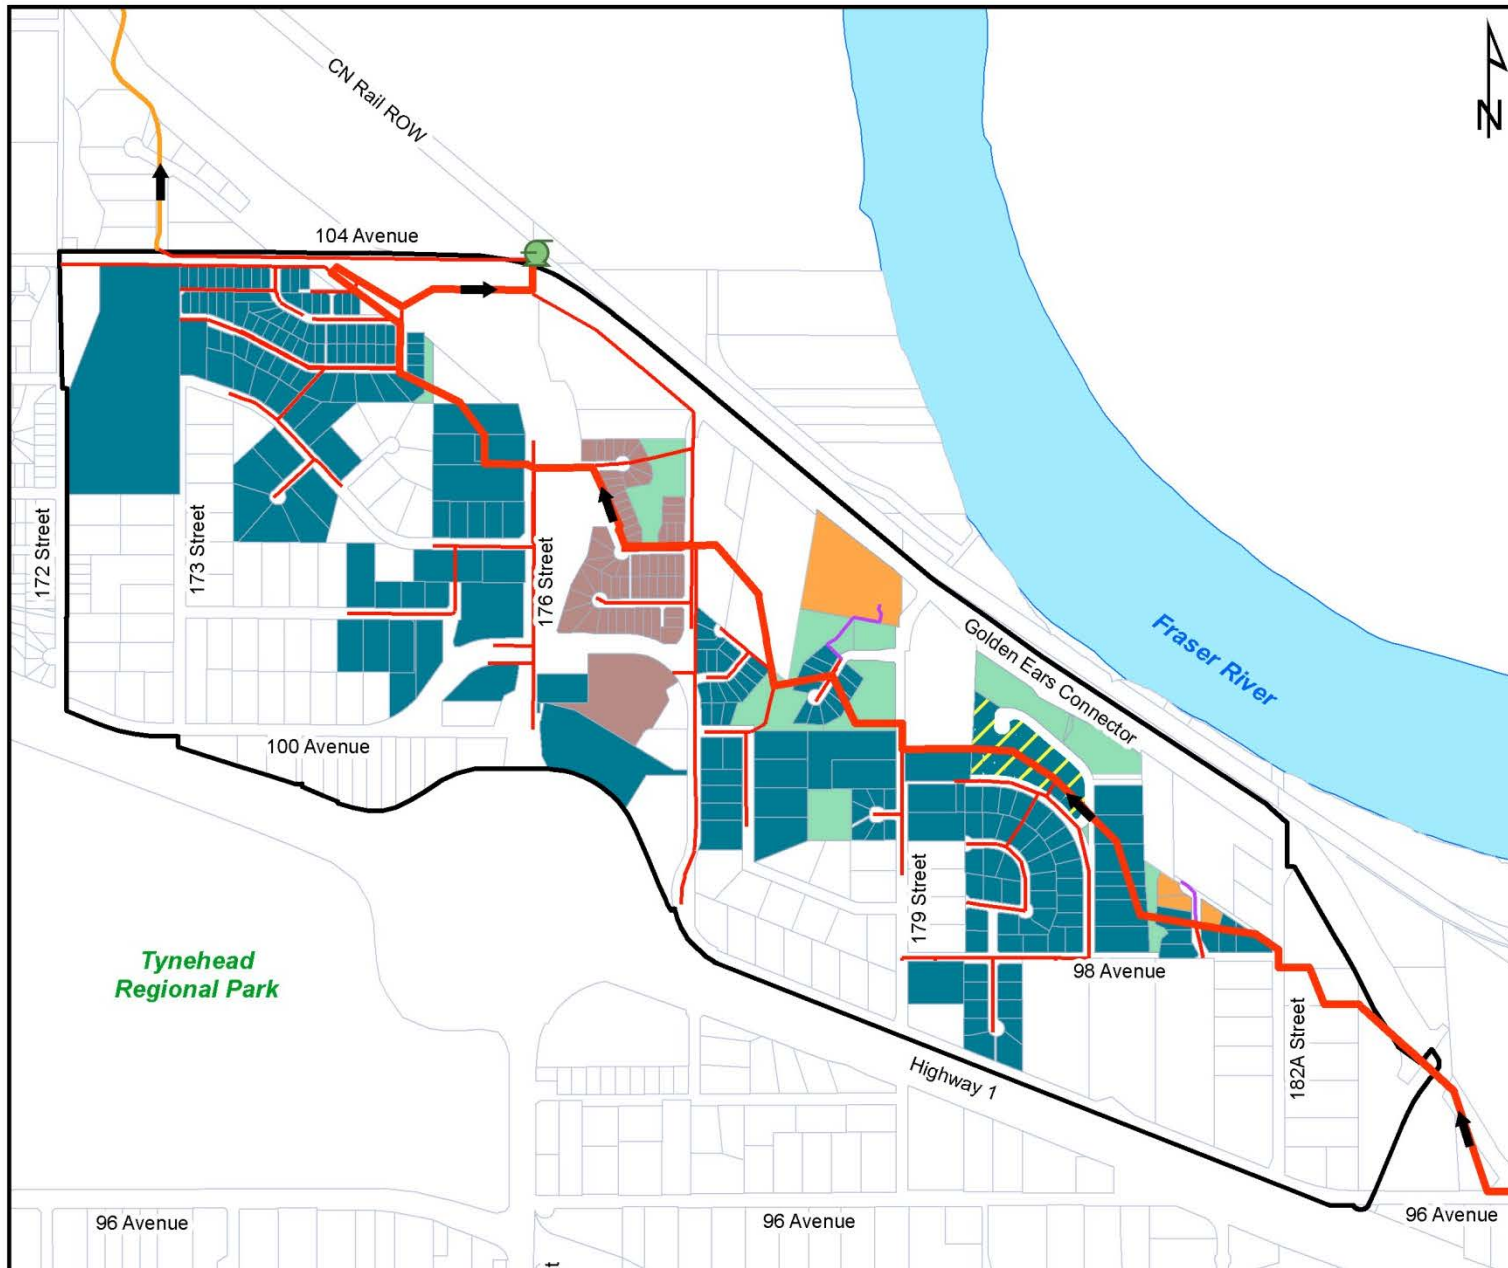 CN Rail ROW
N
104 Avenue
172 Street
173 Street
176 Street
Fraser River
Golden Ears Connector
100 Avenue
179 Street
Tynehead
Regional Park
98 Avenue
182A Street
Highway 1
96 Avenue
96 Avenue
96 Avenue